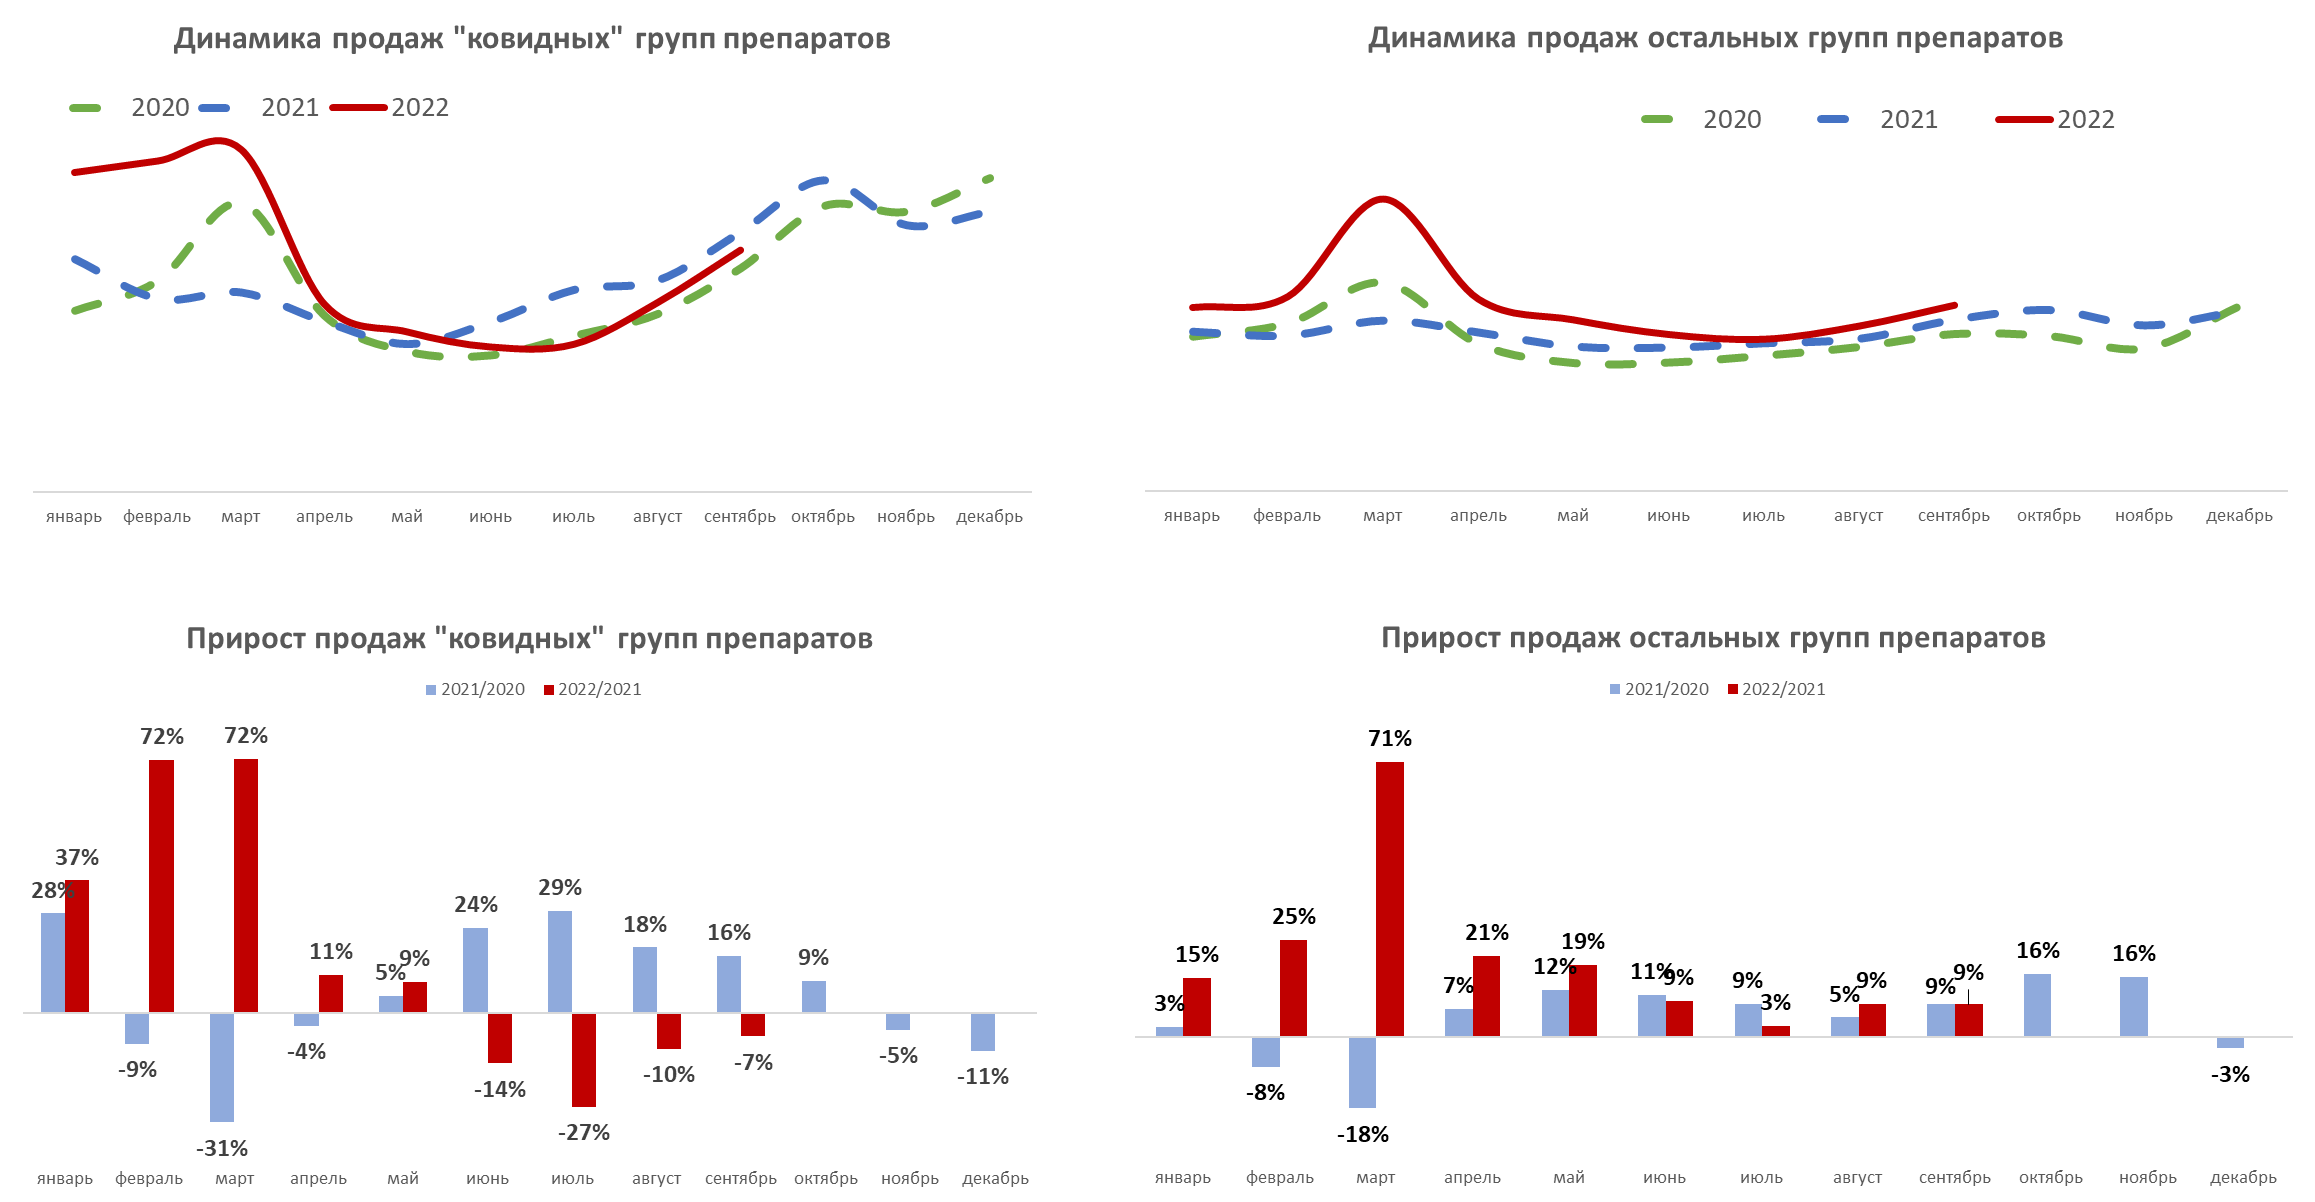 Динамика продаж "ковидных" групп препаратов
2020 2021 2022
январь февраль март апрель май июнь июль август сентябрь октябрь ноябрь декабрь
Динамика продаж остальных групп препаратов
2020 2021 2022
январь февраль март апрель май июнь июль август сентябрь октябрь ноябрь декабрь
Прирост продаж "ковидных" групп препаратов
2021/2020 2022/2021
72% 72%
37%
28% 29%
24%
18% 16%
11% 9%
5% 9%
-9% -4% -5%
-14% -10% -7% -11%
-31% -27%
январь февраль март апрель май июнь июль август сентябрь октябрь ноябрь декабрь
Прирост продаж остальных групп препаратов
2021/2020 2022/2021
71%
25%
15% 21% 19% 16% 16%
3% 7% 12% 11% 9% 9% 3% 5% 9% 9% 9%
-8% -3%
-18%
январь февраль март апрель май июнь июль август сентябрь октябрь ноябрь декабрь